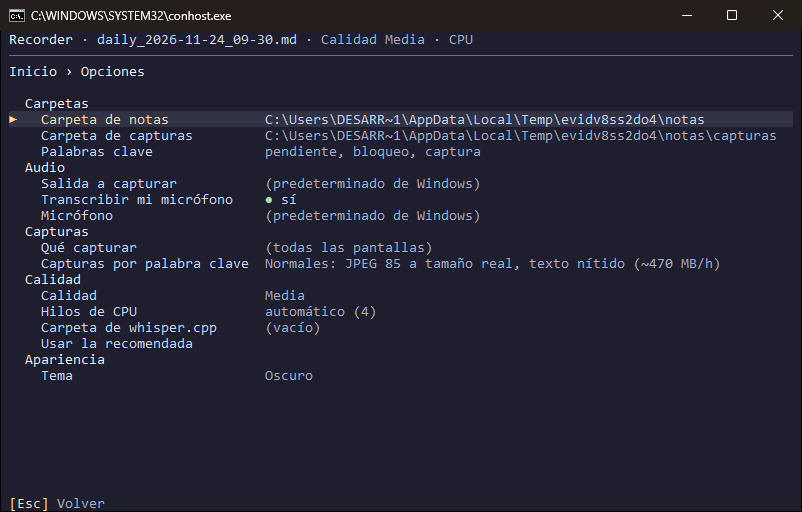 C:\WINDOWS\SYSTEM32\conhost.exe
Recorder · daily_2026-11-24_09-30.md · Calidad Media · CPU
Inicio › Opciones
Carpetas
► Carpeta de notas C:\Users\DESARR~1\AppData\Local\Temp\evidv8ss2do4\notas
Carpeta de capturas C:\Users\DESARR~1\AppData\Local\Temp\evidv8ss2do4\notas\capturas
Palabras clave pendiente, bloqueo, captura
Audio
Salida a capturar (predeterminado de Windows)
Transcribir mi micrófono ● sí
Micrófono (predeterminado de Windows)
Capturas
Qué capturar (todas las pantallas)
Capturas por palabra clave Normales: JPEG 85 a tamaño real, texto nítido (~470 MB/h)
Calidad
Calidad Media
Hilos de CPU automático (4)
Carpeta de whisper.cpp (vacío)
Usar la recomendada
Apariencia
Tema Oscuro
[Esc] Volver